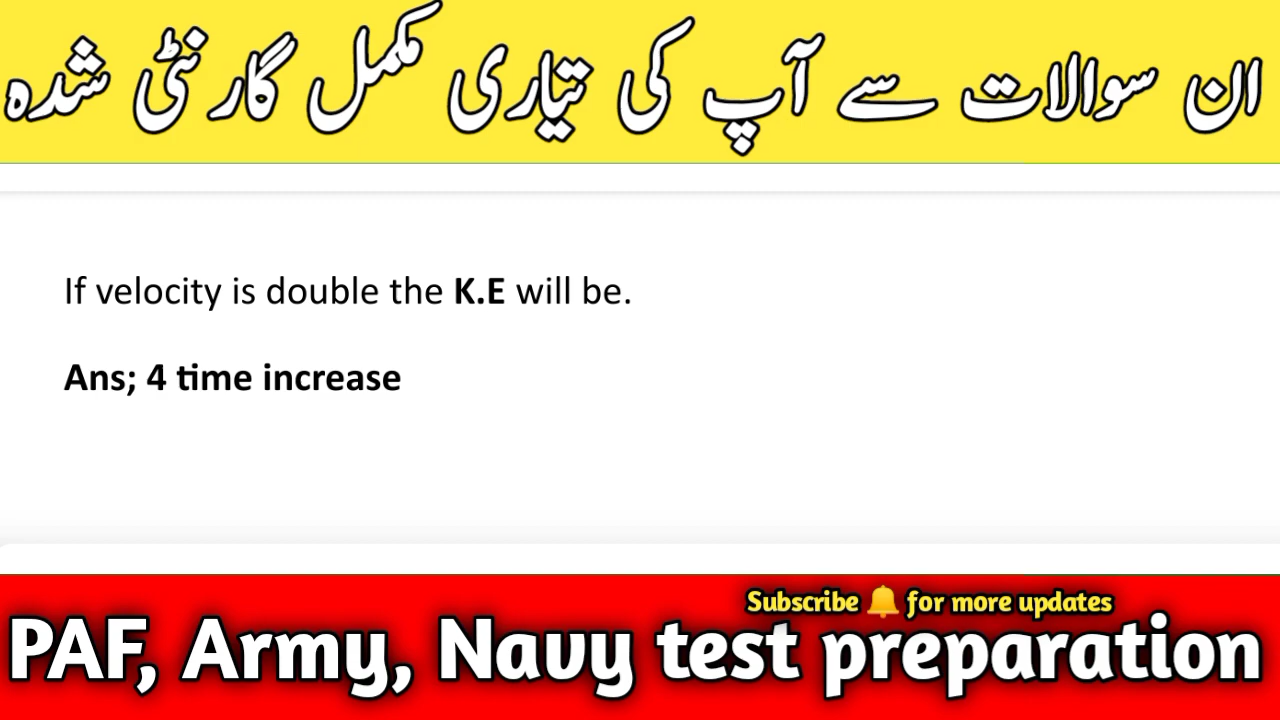 ان سوالات سے آپ کی تیاری مکمل گارنٹی شدہ
If velocity is double the K.E will be.
Ans; 4 time increase
Subscribe 🔔 for more updates
PAF, Army, Navy test preparation